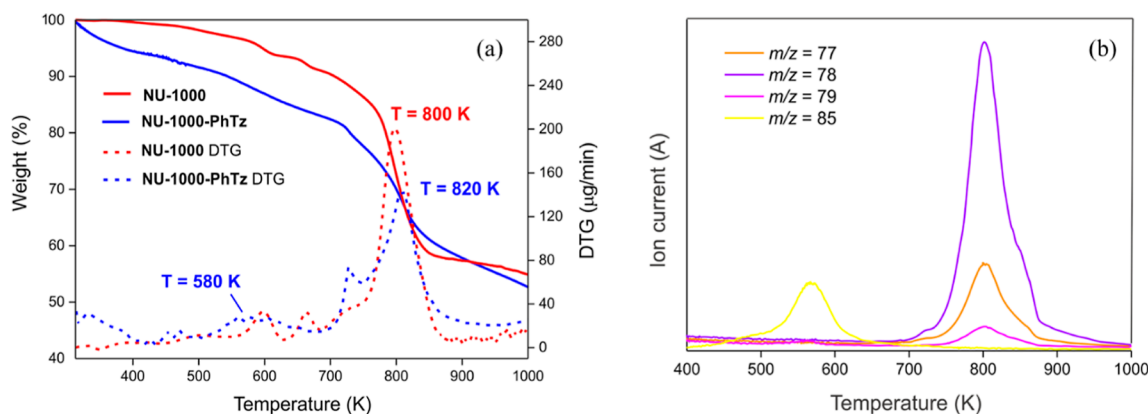 (a)
100
90
80
70
60
50
40
Weight (%)
NU-1000
NU-1000-PhTz
NU-1000 DTG
NU-1000-PhTz DTG
T = 800 K
T = 820 K
T = 580 K
280
240
200
160
120
80
40
0
DTG (μg/min)
400 500 600 700 800 900 1000
Temperature (K)
(b)
Ion current (A)
m/z = 77
m/z = 78
m/z = 79
m/z = 85
400 500 600 700 800 900 1000
Temperature (K)